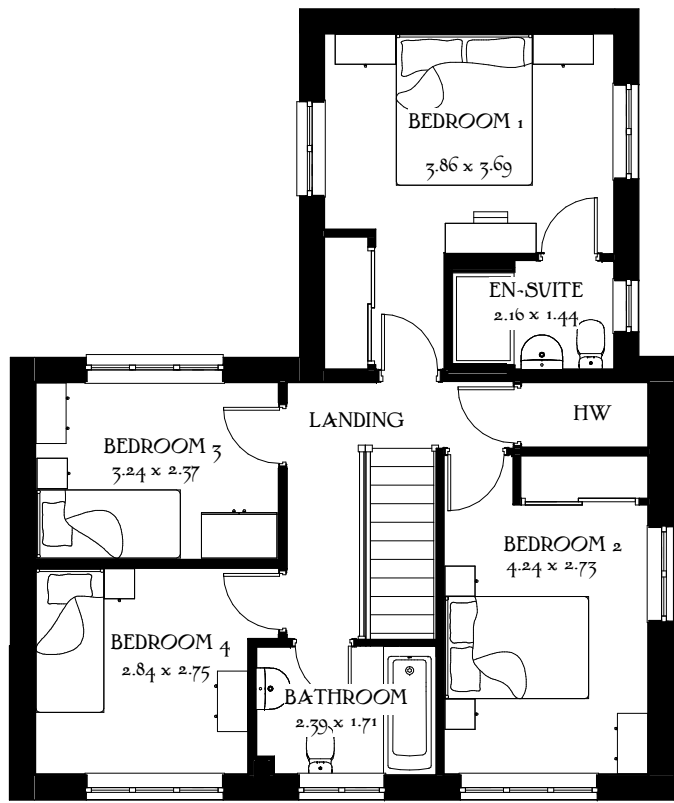 BEDROOM 1
3.86 x 3.69
EN-SUITE
2.16 x 1.44
LANDING
HW
BEDROOM 3
3.24 x 2.37
BEDROOM 2
4.24 x 2.73
BEDROOM 4
2.84 x 2.75
BATHROOM
2.39 x 1.71